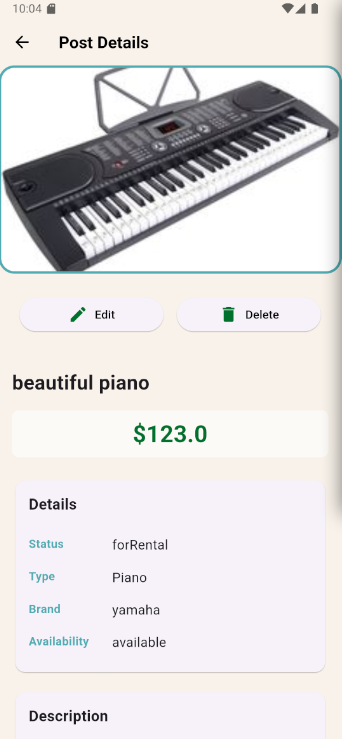 10:04
Post Details
Edit Delete
beautiful piano
$123.0
Details
Status forRental
Type Piano
Brand yamaha
Availability available
Description